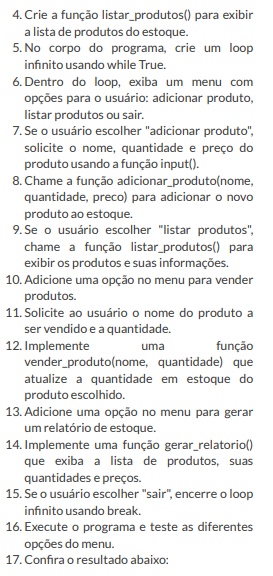 4. Crie a função listar_produtos() para exibir
a lista de produtos do estoque.
5. No corpo do programa, crie um loop
infinito usando while True.
6. Dentro do loop, exiba um menu com
opções para o usuário: adicionar produto,
listar produtos ou sair.
7. Se o usuário escolher "adicionar produto",
solicite o nome, quantidade e preço do
produto usando a função input().
8. Chame a função adicionar_produto(nome,
quantidade, preco) para adicionar o novo
produto ao estoque.
9. Se o usuário escolher "listar produtos",
chame a função listar_produtos() para
exibir os produtos e suas informações.
10. Adicione uma opção no menu para vender
produtos.
11. Solicite ao usuário o nome do produto a
ser vendido e a quantidade.
12. Implemente uma função
vender_produto(nome, quantidade) que
atualize a quantidade em estoque do
produto escolhido.
13. Adicione uma opção no menu para gerar
um relatório de estoque.
14. Implemente uma função gerar_relatorio()
que exiba a lista de produtos, suas
quantidades e preços.
15. Se o usuário escolher "sair", encerre o loop
infinito usando break.
16. Execute o programa e teste as diferentes
opções do menu.
17. Confira o resultado abaixo: